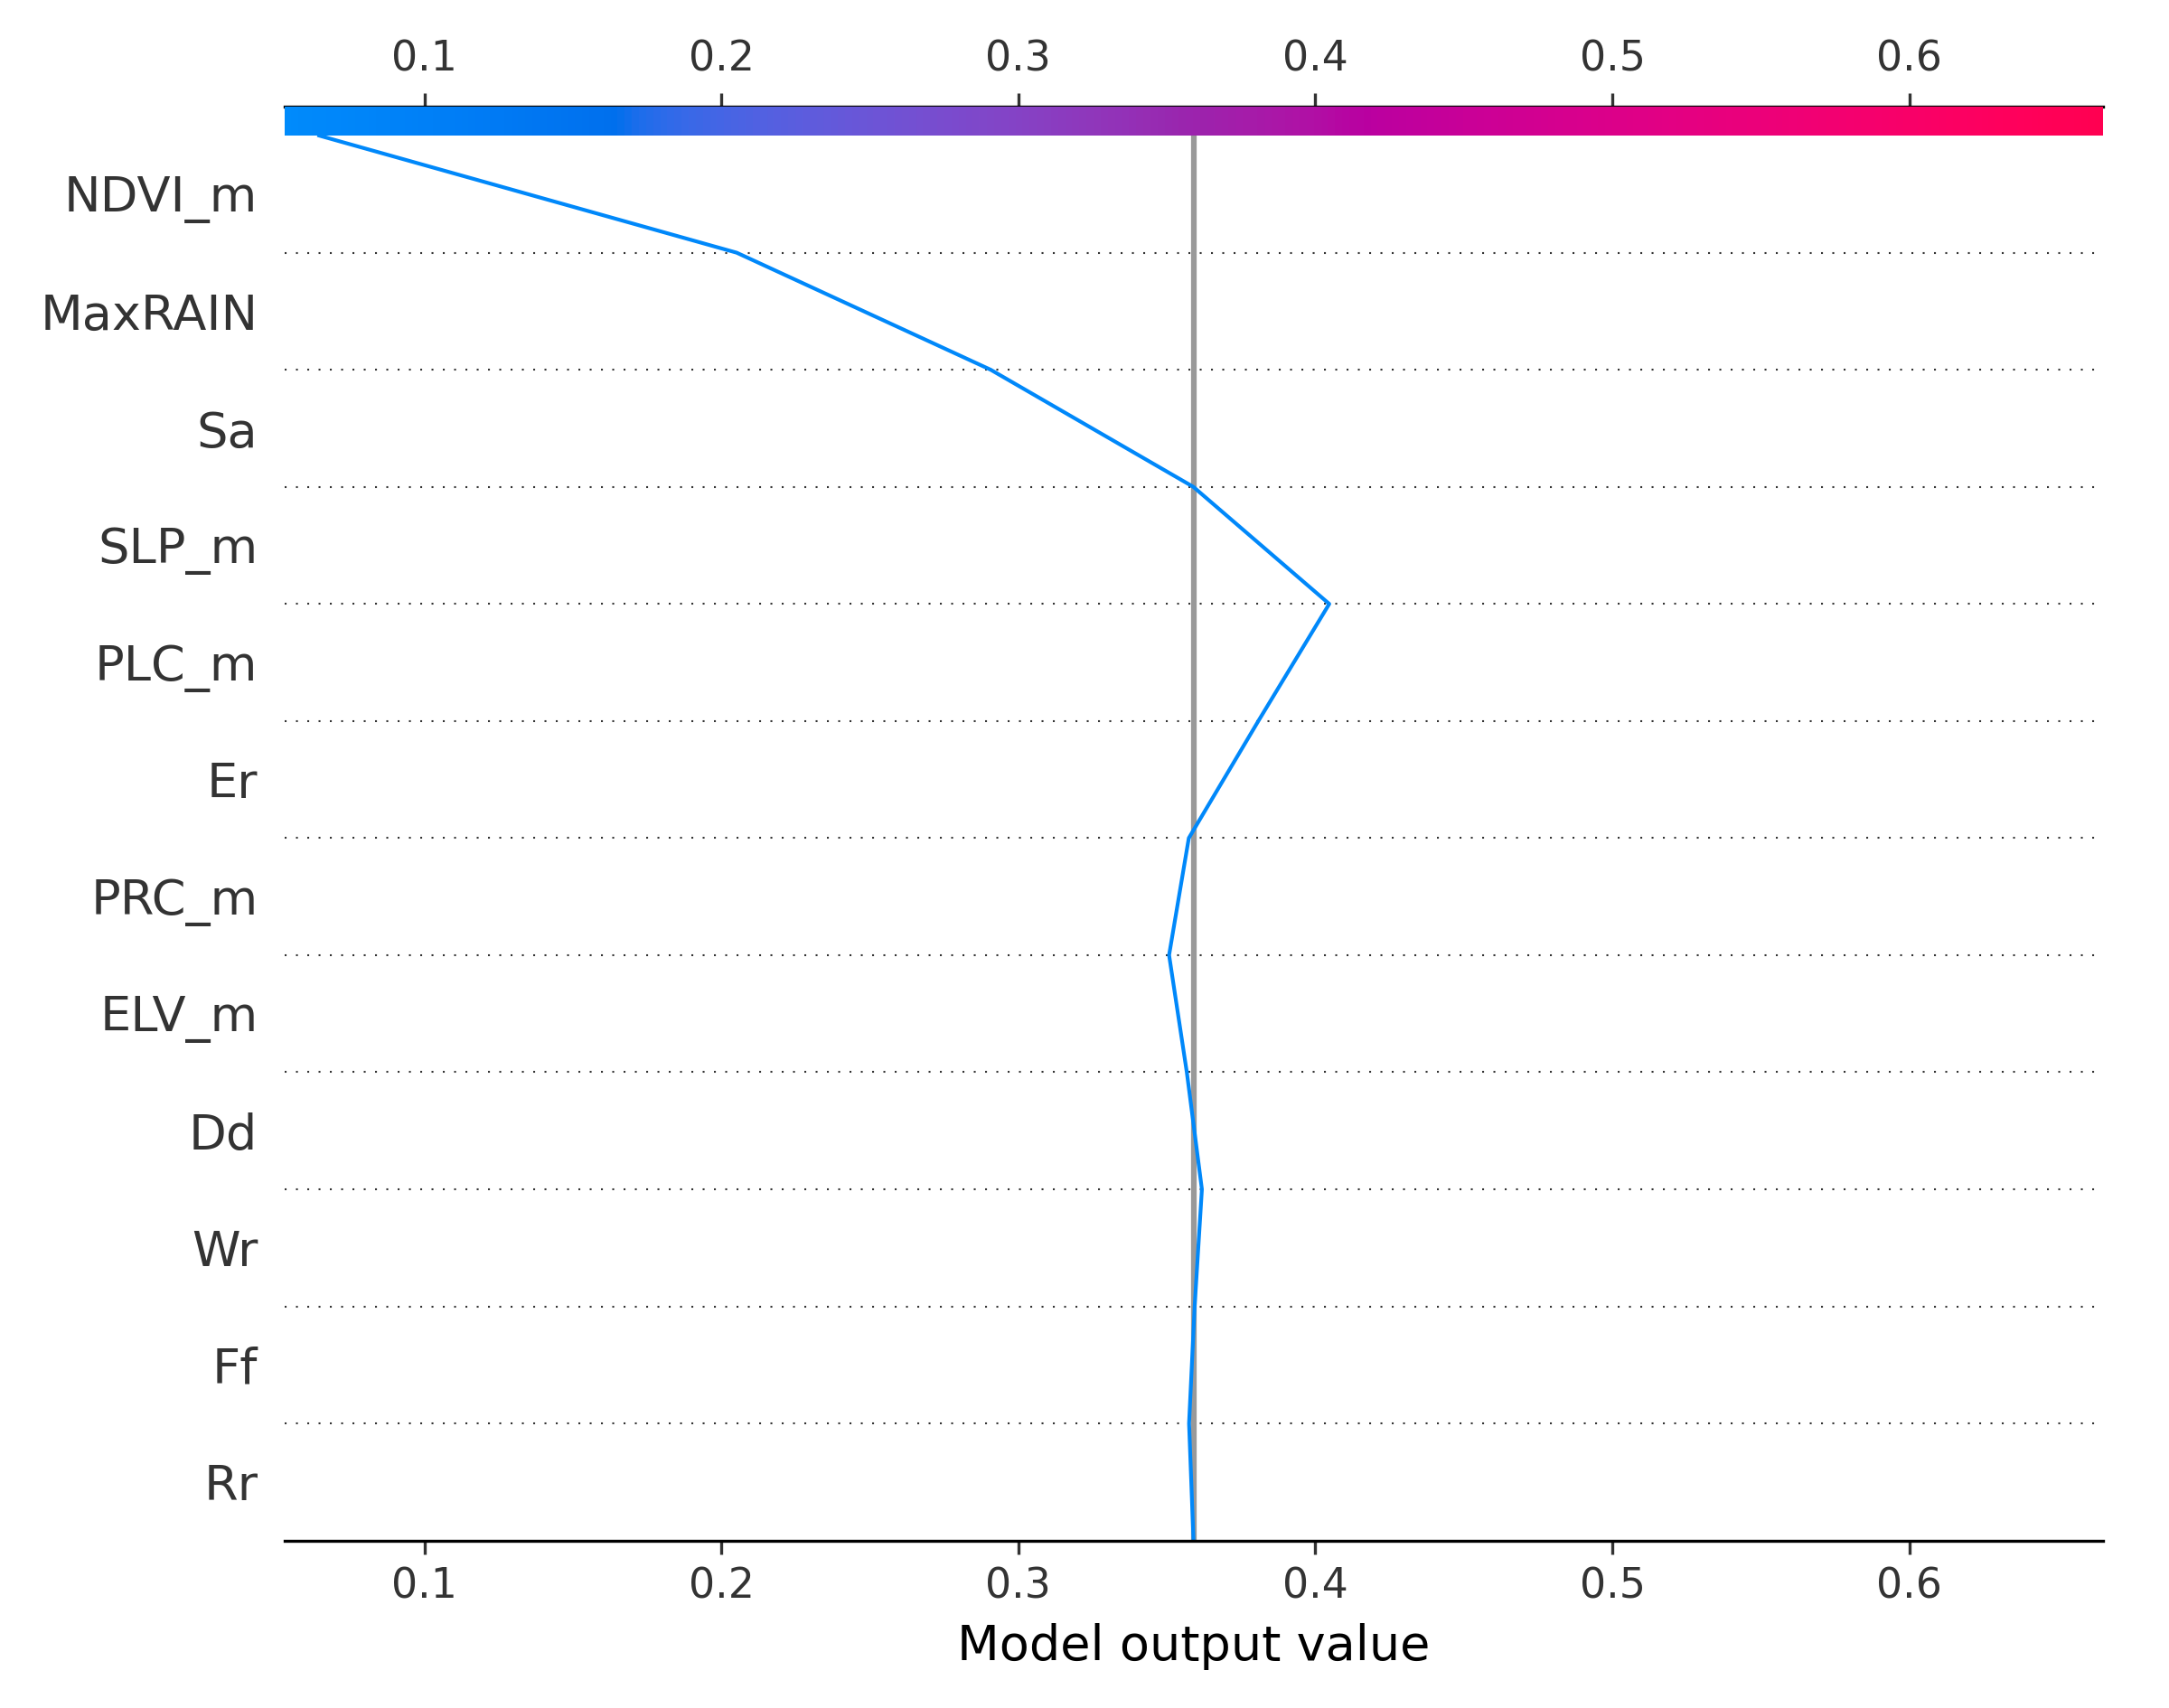 0.1 0.2 0.3 0.4 0.5 0.6
NDVI_m
MaxRAIN
Sa
SLP_m
PLC_m
Er
PRC_m
ELV_m
Dd
Wr
Ff
Rr
0.1 0.2 0.3 0.4 0.5 0.6
Model output value